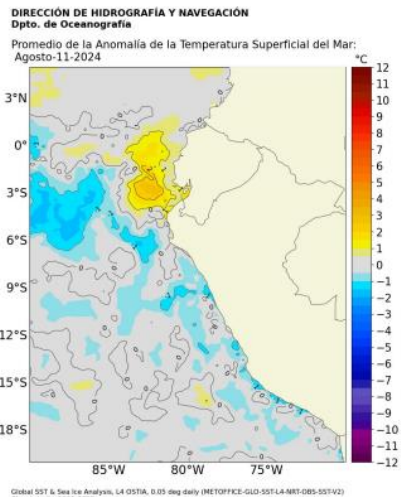 DIRECCIÓN DE HIDROGRAFÍA Y NAVEGACIÓN
Dpto. de Oceanografía
Promedio de la Anomalía de la Temperatura Superficial del Mar:
Agosto-11-2024
°C
12
11
10
9
8
7
6
5
4
3
2
1
0
−1
−2
−3
−4
−5
−6
−7
−8
−9
−10
−11
−12
3°N
0°
3°S
6°S
9°S
12°S
15°S
18°S
85°W
80°W
75°W
Global SST & Sea Ice Analysis, L4 OSTIA, 0.05 deg daily (METOFFICE-GLO-SST-L4-NRT-OBS-SST-V2)